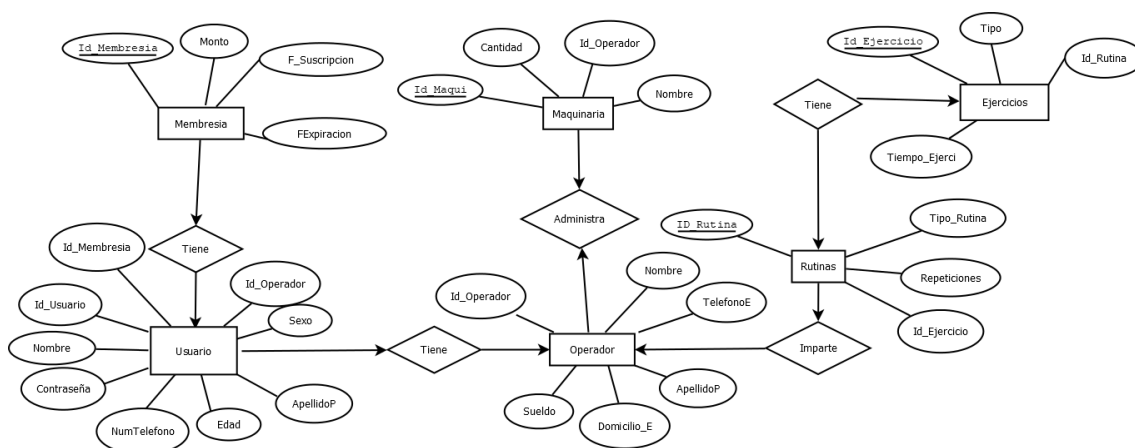 Id_Membresia
Monto
F_Suscripcion
Membresia
FExpiracion
Cantidad
Id_Operador
Id_Maqui
Nombre
Maquinaria
Id_Ejercicio
Tipo
Id_Rutina
Tiene
Ejercicios
Tiempo_Ejerci
Tiene
Id_Membresia
Id_Operador
Id_Usuario
Sexo
Nombre
Usuario
Contraseña
NumTelefono
Edad
ApellidoP
Tiene
Administra
Nombre
Id_Operador
TelefonoE
Operador
Sueldo
Domicilio_E
ApellidoP
ID_Rutina
Tipo_Rutina
Rutinas
Repeticiones
Id_Ejercicio
Imparte